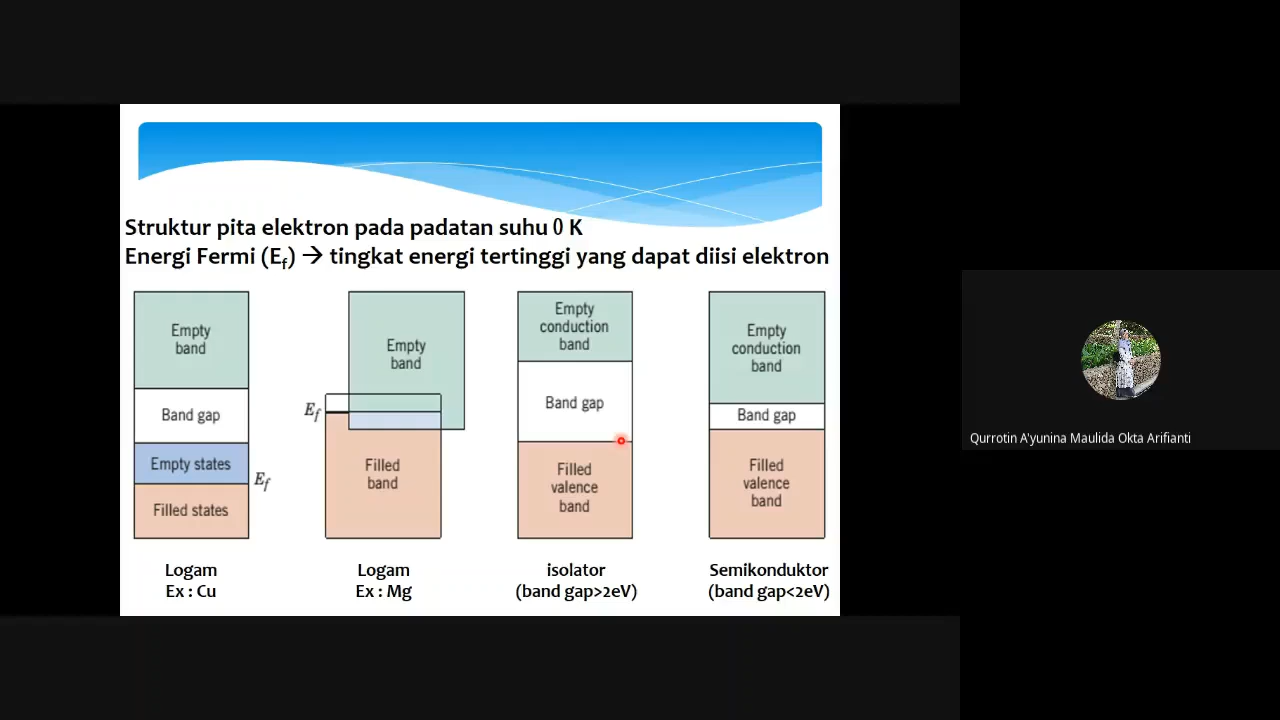 Struktur pita elektron pada padatan suhu 0 K
Energi Fermi (Ef) → tingkat energi tertinggi yang dapat diisi elektron
Empty
band
Band gap
Empty states
Filled states
Ef
Logam
Ex : Cu
Empty
band
Ef
Filled
band
Logam
Ex : Mg
Empty
conduction
band
Band gap
Filled
valence
band
isolator
(band gap>2eV)
Empty
conduction
band
Band gap
Filled
valence
band
Semikonduktor
(band gap<2eV)
Qurrotin A'yunina Maulida Okta Arifianti